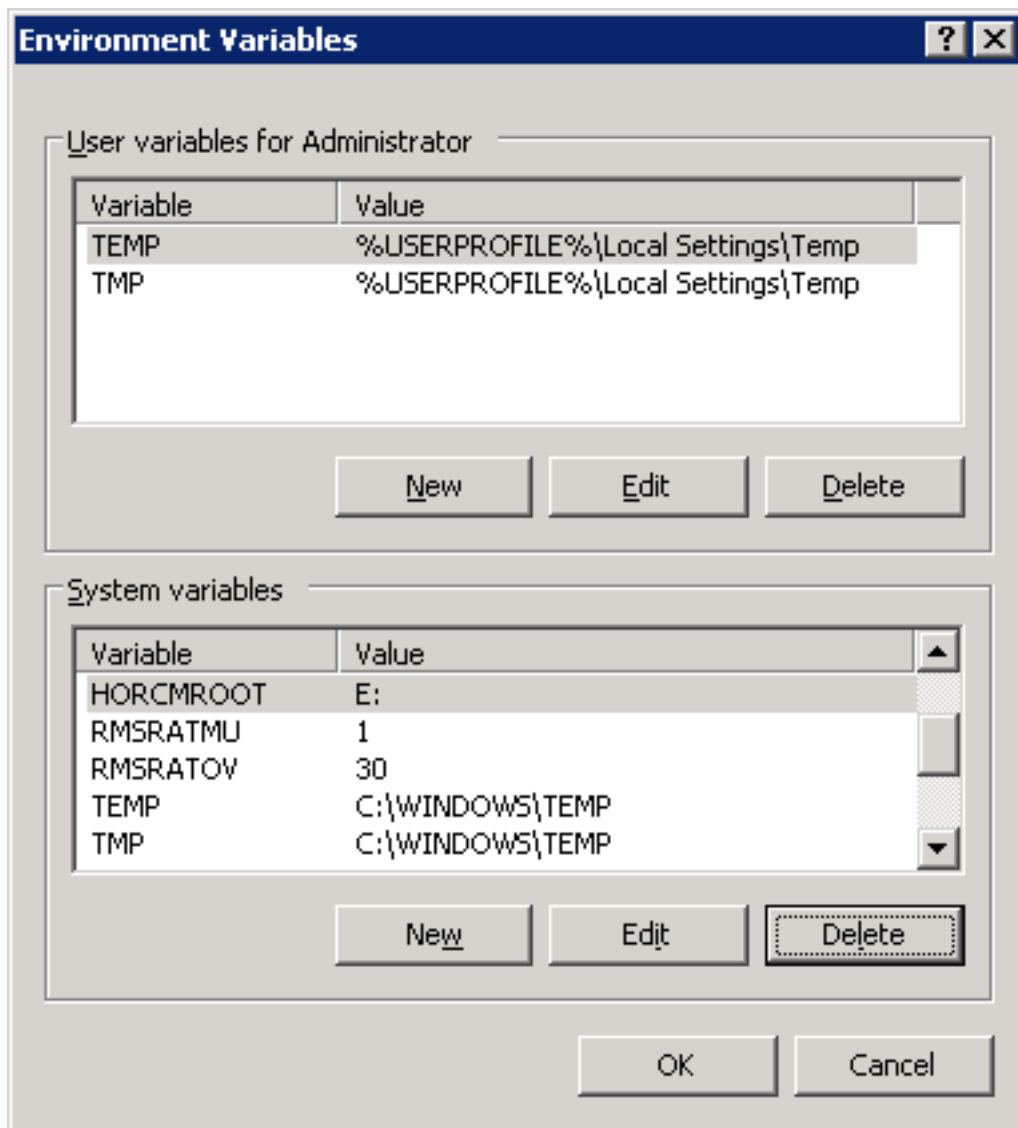 Environment Variables
User variables for Administrator
Variable Value
TEMP %USERPROFILE%\Local Settings\Temp
TMP %USERPROFILE%\Local Settings\Temp
New Edit Delete
System variables
Variable Value
HORCMROOT E:
RMSRATMU 1
RMSRATOV 30
TEMP C:\WINDOWS\TEMP
TMP C:\WINDOWS\TEMP
New Edit Delete
OK Cancel